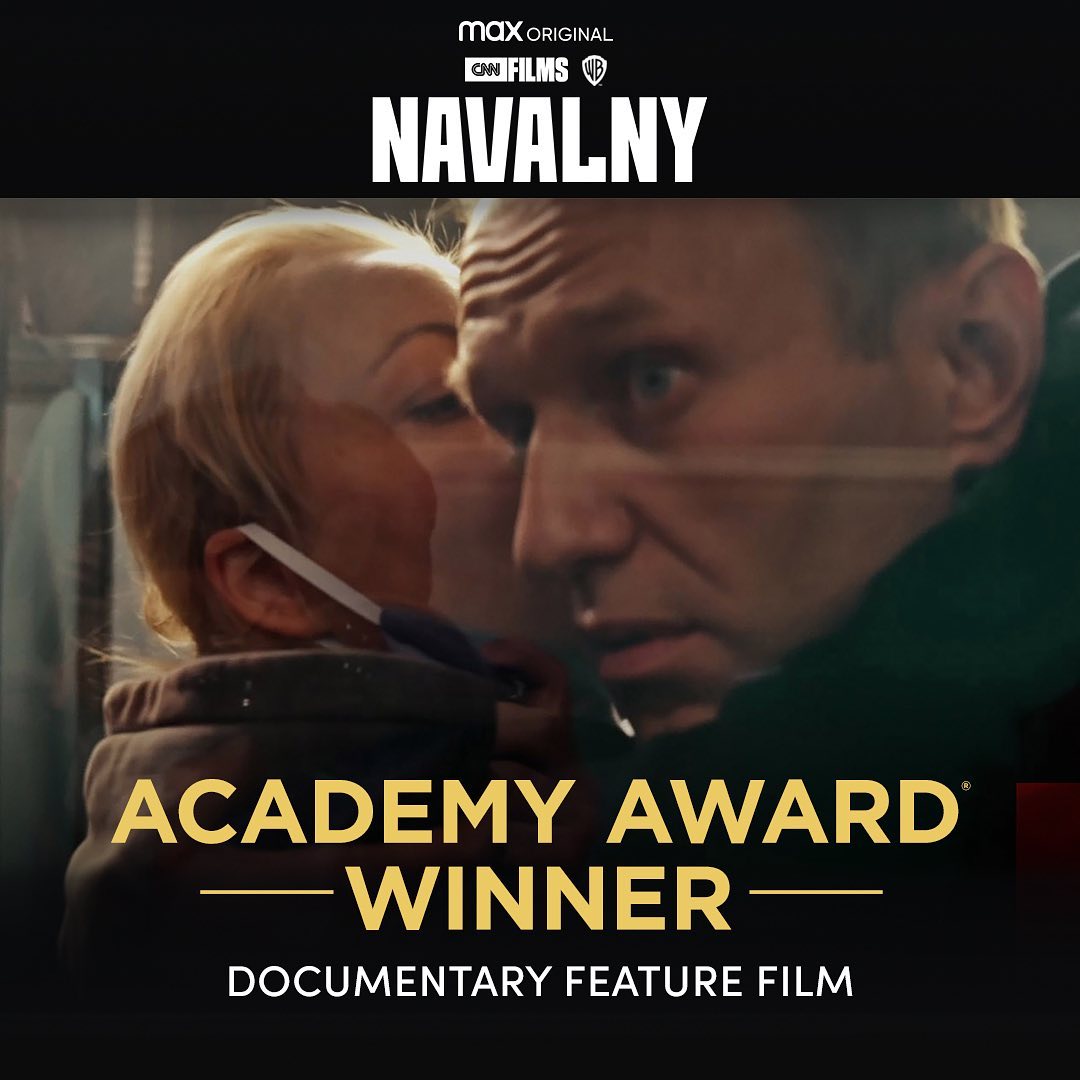 max ORIGINAL
CNN FILMS WB
NAVALNY
ACADEMY AWARD®
WINNER
DOCUMENTARY FEATURE FILM